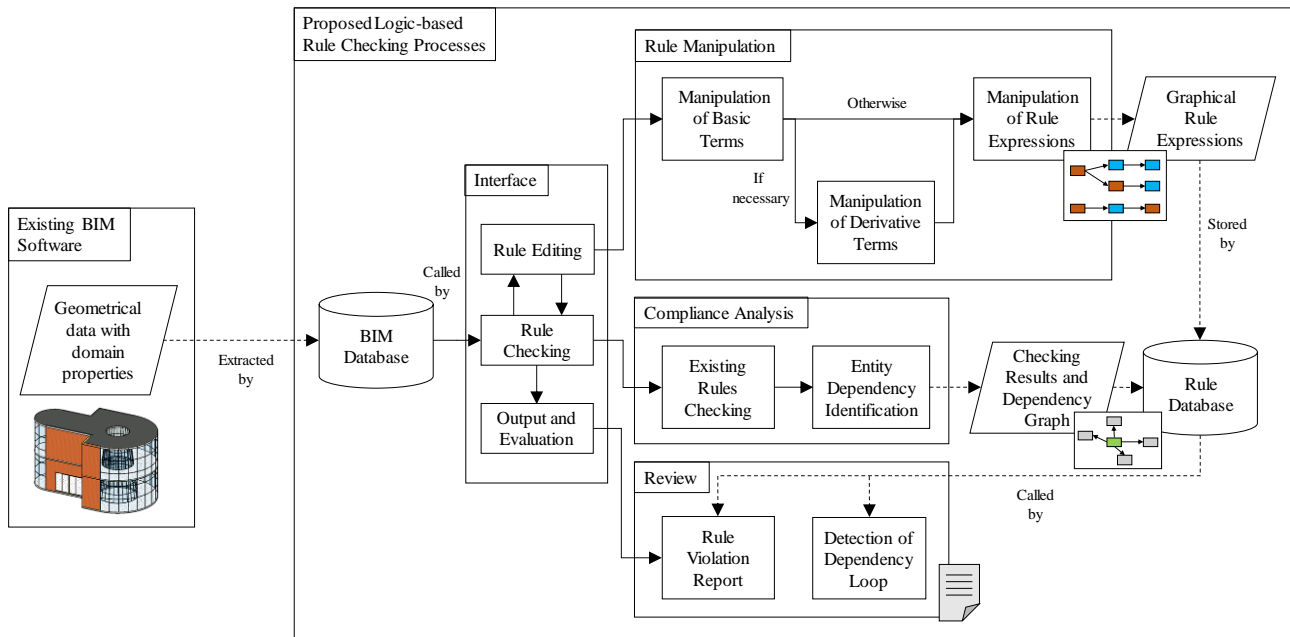 Proposed Logic-based
Rule Checking Processes
Rule Manipulation
Manipulation
of Basic
Terms
Otherwise
Manipulation
of Rule
Expressions
Graphical
Rule
Expressions
If
necessary
Manipulation
of Derivative
Terms
Stored
by
Interface
Rule Editing
Rule
Checking
Output and
Evaluation
Existing BIM
Software
Geometrical
data with
domain
properties
Extracted
by
BIM
Database
Called
by
Compliance Analysis
Existing
Rules
Checking
Entity
Dependency
Identification
Checking
Results and
Dependency
Graph
Rule
Database
Review
Rule
Violation
Report
Detection of
Dependency
Loop
Called
by